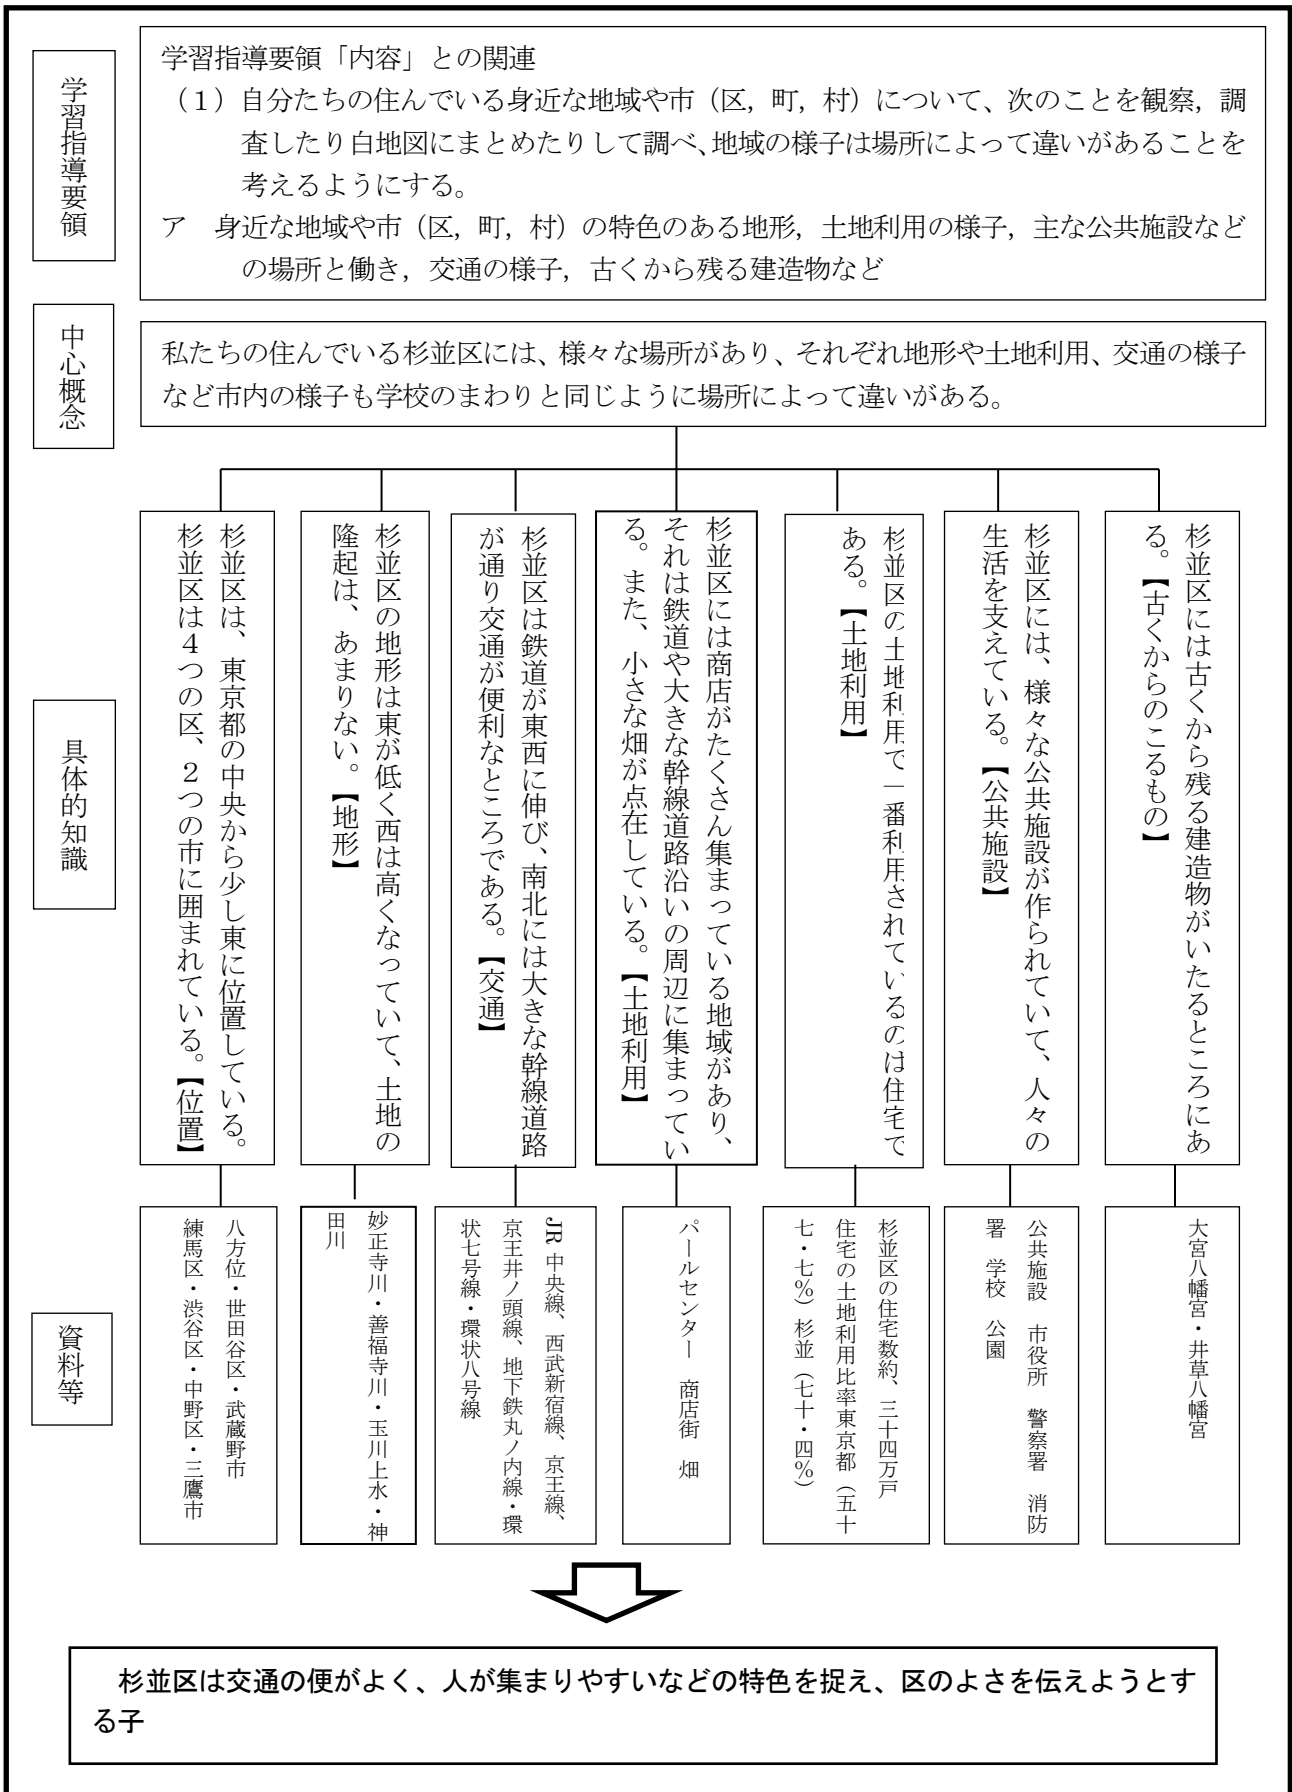 学習指導要領
学習指導要領「内容」との関連
（１）自分たちの住んでいる身近な地域や市（区，町，村）について、次のことを観察，調
査したり白地図にまとめたりして調べ、地域の様子は場所によって違いがあることを
考えるようにする。
ア　身近な地域や市（区，町，村）の特色のある地形，土地利用の様子，主な公共施設など
の場所と働き，交通の様子，古くから残る建造物など
中心概念
私たちの住んでいる杉並区には、様々な場所があり、それぞれ地形や土地利用、交通の様子
など市内の様子も学校のまわりと同じように場所によって違いがある。
具体的知識
杉並区には古くから残る建造物がいたるところにあ
る。【古くからのこるもの】
杉並区には、様々な公共施設が作られていて、人々の
生活を支えている。【公共施設】
杉並区の土地利用で一番利用されているのは住宅で
ある。【土地利用】
杉並区には商店がたくさん集まっている地域があり、
それは鉄道や大きな幹線道路沿いの周辺に集まってい
る。また、小さな畑が点在している。【土地利用】
杉並区は鉄道が東西に伸び、南北には大きな幹線道路
が通り交通が便利なところである。【交通】
杉並区の地形は東が低く西は高くなっていて、土地の
隆起は、あまりない。【地形】
杉並区は、東京都の中央から少し東に位置している。
杉並区は４つの区、２つの市に囲まれている。【位置】
資料等
大宮八幡宮・井草八幡宮
公共施設　市役所　警察署　消防
署　学校　公園
杉並区の住宅数約、三十四万戸
住宅の土地利用比率東京都（五十
七・七％）杉並（七十・四％）
パールセンター　商店街　畑
JR 中央線、西武新宿線、京王線、
京王井ノ頭線、地下鉄丸ノ内線・環
状七号線・環状八号線
妙正寺川・善福寺川・玉川上水・神
田川
八方位・世田谷区・武蔵野市
練馬区・渋谷区・中野区・三鷹市
杉並区は交通の便がよく、人が集まりやすいなどの特色を捉え、区のよさを伝えようとす
る子